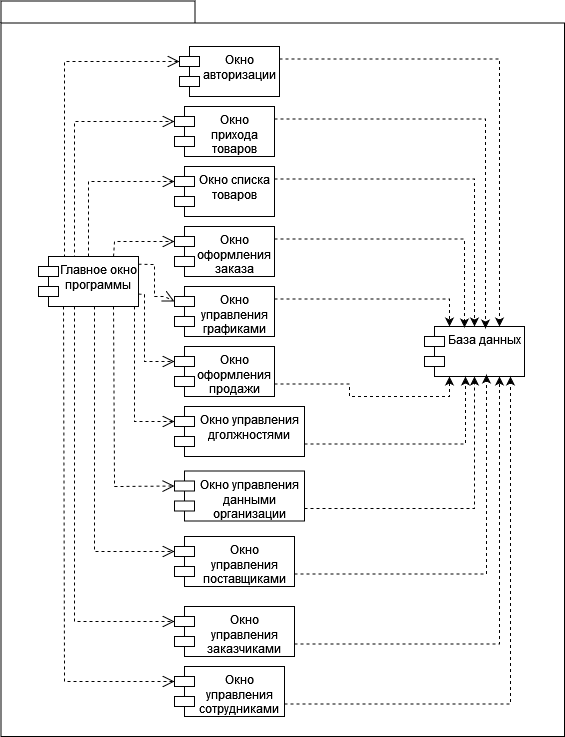 Окно
авторизации
Окно
прихода
товаров
Окно списка
товаров
Окно
оформления
заказа
Главное окно
программы
Окно
управления
графиками
База данных
Окно
оформления
продажи
Окно управления
дголжностями
Окно управления
данными
организации
Окно
управления
поставщиками
Окно
управления
заказчиками
Окно
управления
сотрудниками